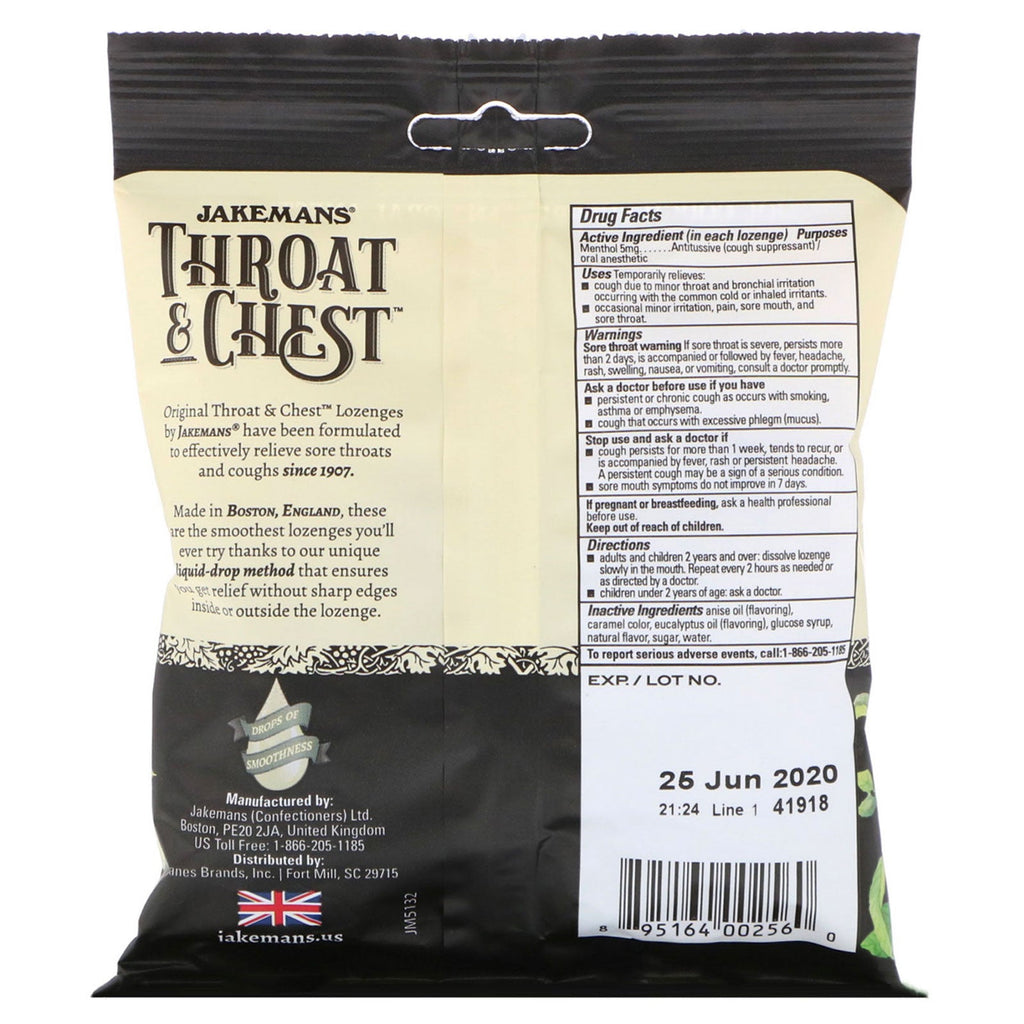 JAKEMANS®
THROAT
& CHEST™
Original Throat & Chest™ Lozenges
by JAKEMANS® have been formulated
to effectively relieve sore throats
and coughs since 1907.
Made in BOSTON, ENGLAND, these
are the smoothest lozenges you'll
ever try thanks to our unique
liquid-drop method that ensures
you get relief without sharp edges
inside or outside the lozenge.
DROPS OF
SMOOTHNESS
Manufactured by:
Jakemans (Confectioners) Ltd.
Boston, PE20 2JA, United Kingdom
US Toll Free: 1-866-205-1185
Distributed by:
anes Brands, Inc. | Fort Mill, SC 29715
jakemans.us
JM5132
Drug Facts
Active Ingredient (in each lozenge) Purposes
Menthol 5mg.......Antitussive (cough suppressant) /
oral anesthetic
Uses Temporarily relieves:
■ cough due to minor throat and bronchial irritation
occurring with the common cold or inhaled irritants.
■ occasional minor irritation, pain, sore mouth, and
sore throat.
Warnings
Sore throat warning If sore throat is severe, persists more
than 2 days, is accompanied or followed by fever, headache,
rash, swelling, nausea, or vomiting, consult a doctor promptly.
Ask a doctor before use if you have
■ persistent or chronic cough as occurs with smoking,
asthma or emphysema.
■ cough that occurs with excessive phlegm (mucus).
Stop use and ask a doctor if
■ cough persists for more than 1 week, tends to recur, or
is accompanied by fever, rash or persistent headache.
A persistent cough may be a sign of a serious condition.
■ sore mouth symptoms do not improve in 7 days.
If pregnant or breastfeeding, ask a health professional
before use.
Keep out of reach of children.
Directions
■ adults and children 2 years and over: dissolve lozenge
slowly in the mouth. Repeat every 2 hours as needed or
as directed by a doctor.
■ children under 2 years of age: ask a doctor.
Inactive Ingredients anise oil (flavoring),
caramel color, eucalyptus oil (flavoring), glucose syrup,
natural flavor, sugar, water.
To report serious adverse events, call:1-866-205-1185
EXP. / LOT NO.
25 Jun 2020
21:24 Line 1 41918
8 95164 00256 0